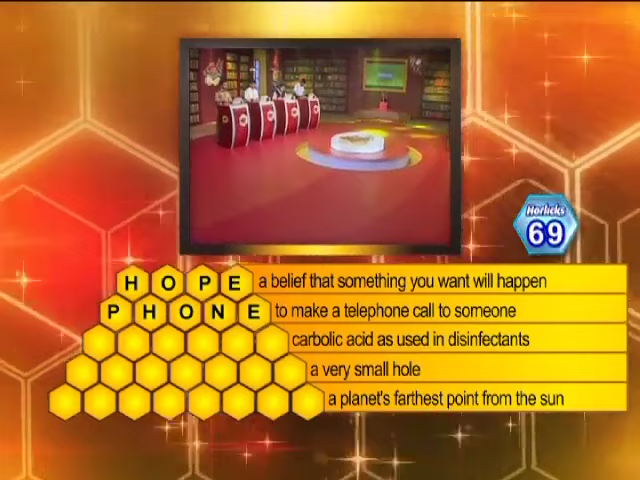 Horlicks
69
HOPE a belief that something you want will happen
PHONE to make a telephone call to someone
carbolic acid as used in disinfectants
a very small hole
a planet's farthest point from the sun